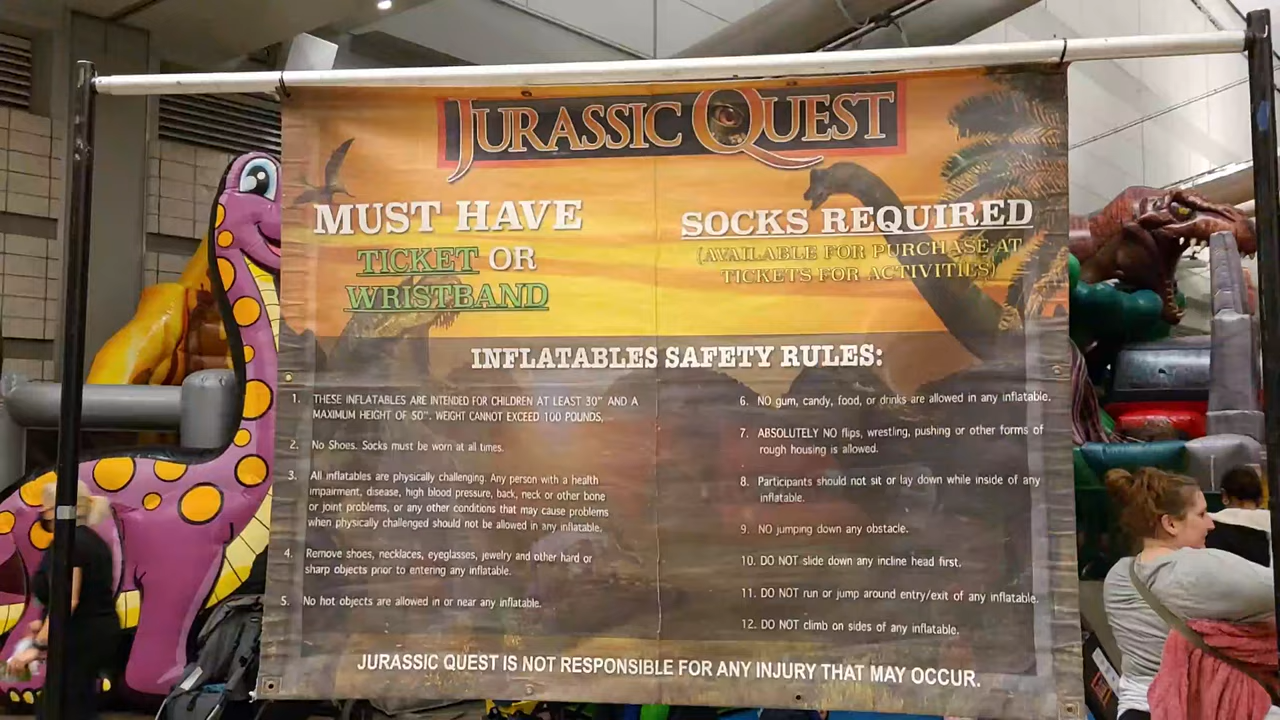 JURASSIC QUEST
MUST HAVE
TICKET OR
WRISTBAND
SOCKS REQUIRED
(AVAILABLE FOR PURCHASE AT
TICKETS FOR ACTIVITIES)
INFLATABLES SAFETY RULES:
1. THESE INFLATABLES ARE INTENDED FOR CHILDREN AT LEAST 30" AND A
MAXIMUM HEIGHT OF 50". WEIGHT CANNOT EXCEED 100 POUNDS.
2. No Shoes. Socks must be worn at all times.
3. All inflatables are physically challenging. Any person with a health
impairment, disease, high blood pressure, back, neck or other bone
or joint problems, or any other conditions that may cause problems
when physically challenged should not be allowed in any inflatable.
4. Remove shoes, necklaces, eyeglasses, jewelry and other hard or
sharp objects prior to entering any inflatable.
5. No hot objects are allowed in or near any inflatable.
6. NO gum, candy, food, or drinks are allowed in any inflatable.
7. ABSOLUTELY NO flips, wrestling, pushing or other forms of
rough housing is allowed.
8. Participants should not sit or lay down while inside of any
inflatable.
9. NO jumping down any obstacle.
10. DO NOT slide down any incline head first.
11. DO NOT run or jump around entry/exit of any inflatable.
12. DO NOT climb on sides of any inflatable.
JURASSIC QUEST IS NOT RESPONSIBLE FOR ANY INJURY THAT MAY OCCUR.